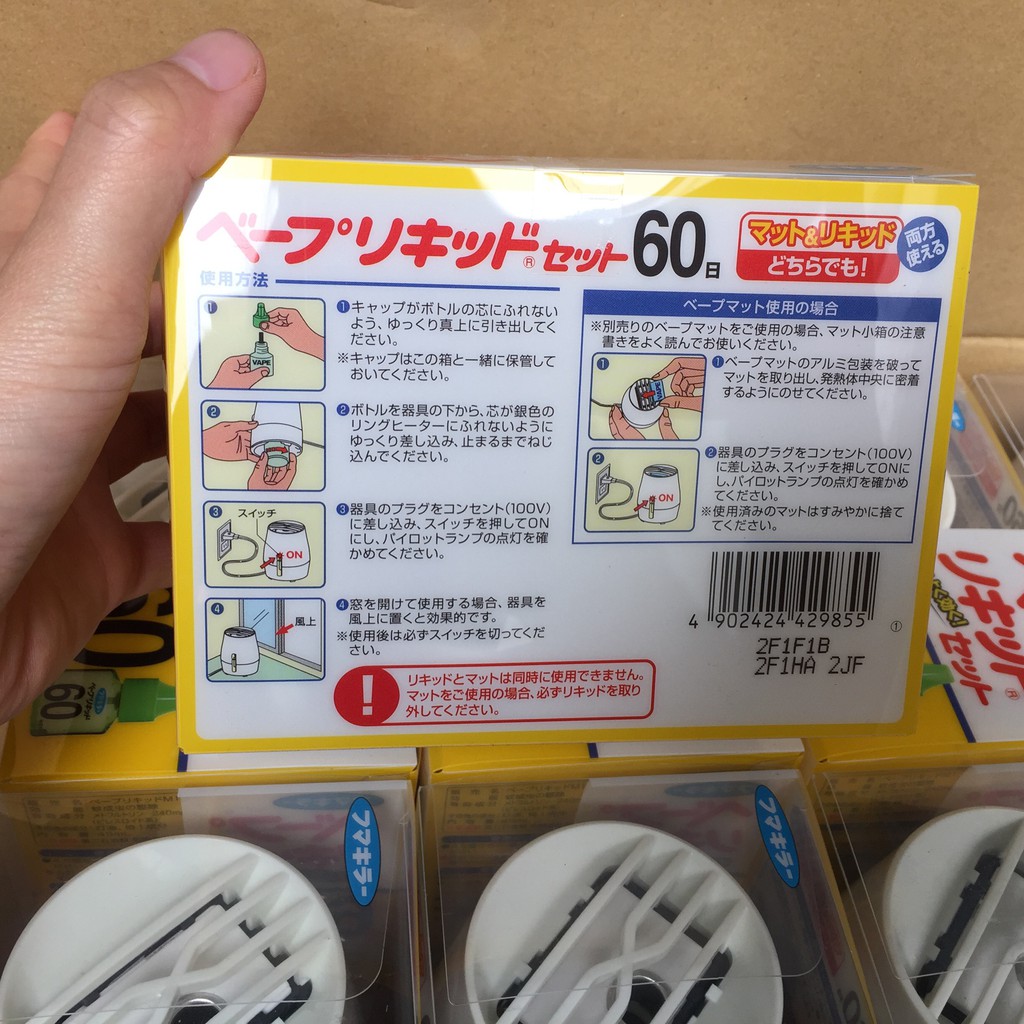 ベープリキッド®セット60日
マット&リキッド
どちらでも!
両方
使える
使用方法
1
VAPE
①キャップがボトルの芯にふれない
よう、ゆっくり真上に引き出してく
ださい。
※キャップはこの箱と一緒に保管して
おいてください。
2
②ボトルを器具の下から、芯が銀色の
リングヒーターにふれないように
ゆっくり差し込み、止まるまでねじ
込んでください。
3
スイッチ
ON
③器具のプラグをコンセント(100V)
に差し込み、スイッチを押してON
にし、パイロットランプの点灯を確
かめてください。
4
風上
④窓を開けて使用する場合、器具を
風上に置くと効果的です。
※使用後は必ずスイッチを切ってくだ
さい。
!
リキッドとマットは同時に使用できません。
マットをご使用の場合、必ずリキッドを取り
外してください。
ベープマット使用の場合
※別売りのベープマットをご使用の場合、マット小箱の注意
書きをよく読んでお使いください。
1
①ベープマットのアルミ包装を破って
マットを取り出し、発熱体中央に密着
するようにのせてください。
2
ON
②器具のプラグをコンセント(100V)
に差し込み、スイッチを押してONに
し、パイロットランプの点灯を確かめ
てください。
※使用済みのマットはすみやかに捨て
てください。
4 902424 429855
①
2F1F1B
2F1HA 2JF
60
リキッド®
セット
フマキラー
フマキラー